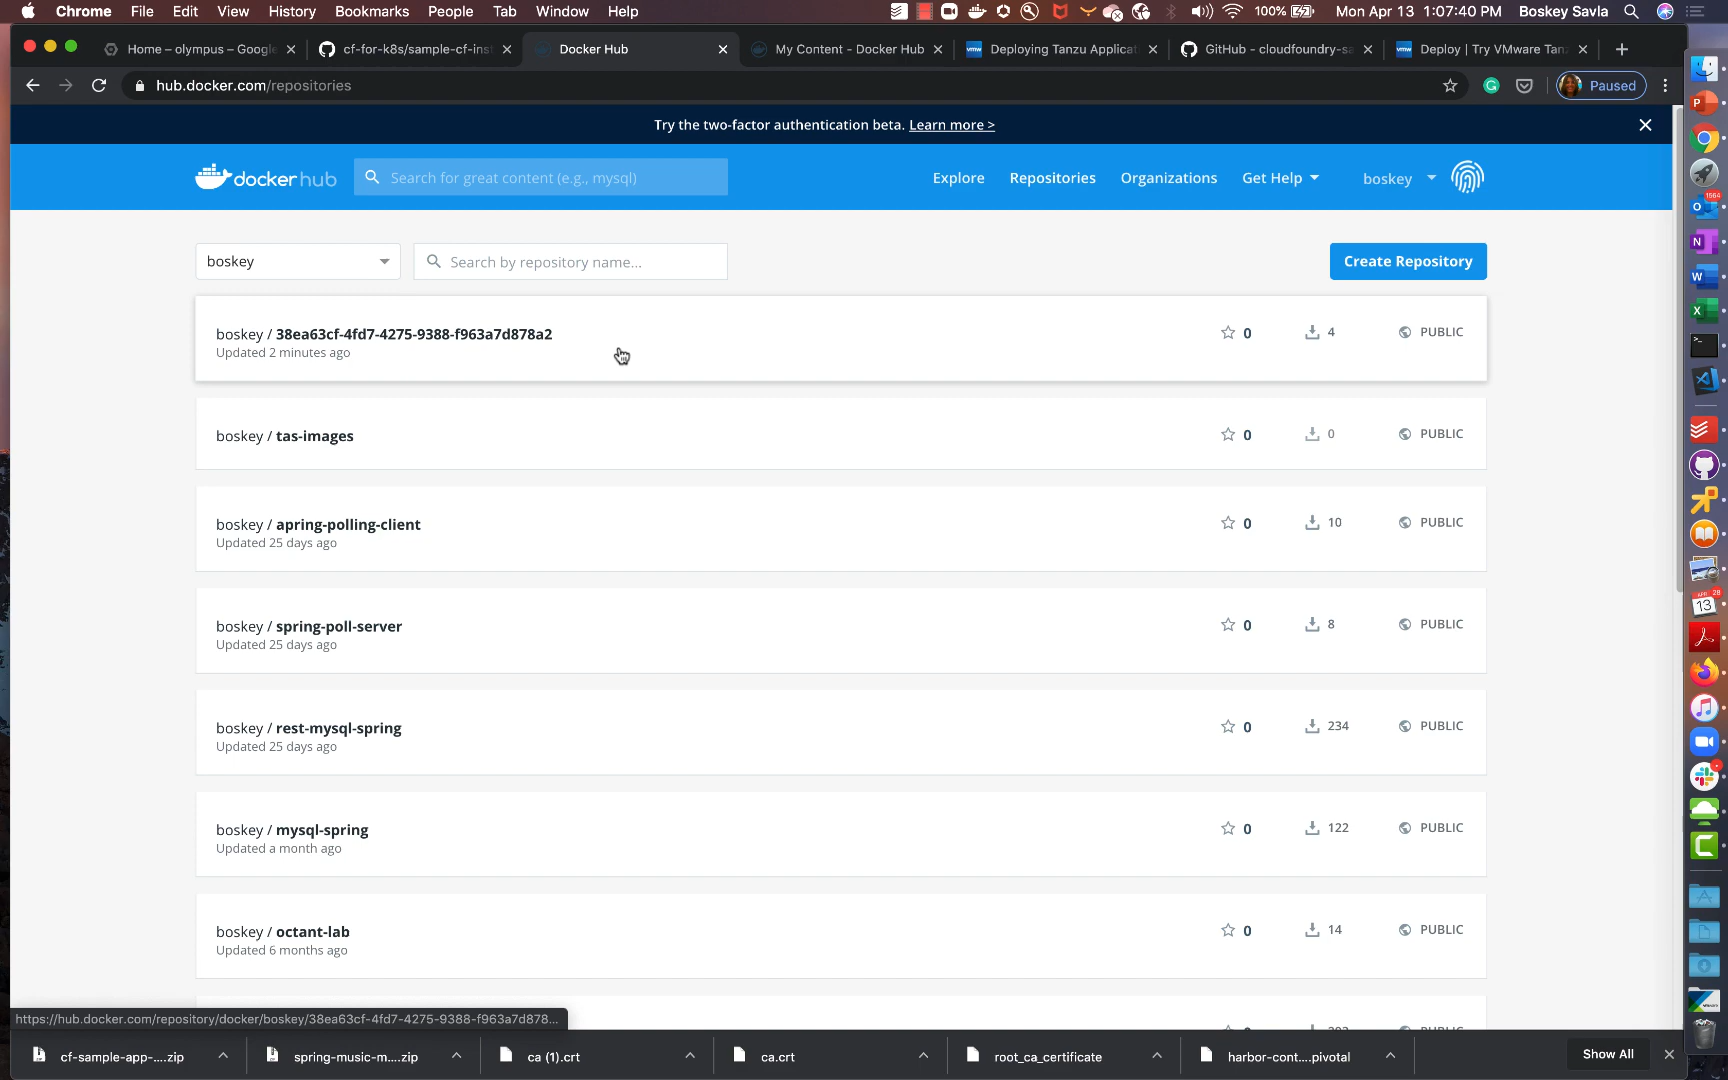 Chrome File Edit View History Bookmarks People Tab Window Help 100% Mon Apr 13 1:07:40 PM Boskey Savla
Home – olympus – Google
cf-for-k8s/sample-cf-inst
Docker Hub
My Content - Docker Hub
Deploying Tanzu Applicat
GitHub - cloudfoundry-sa
Deploy | Try VMware Tan
hub.docker.com/repositories
Paused
Try the two-factor authentication beta. Learn more >
dockerhub
Search for great content (e.g., mysql)
Explore Repositories Organizations Get Help boskey
boskey
Search by repository name...
Create Repository
boskey / 38ea63cf-4fd7-4275-9388-f963a7d878a2
Updated 2 minutes ago
0 4 PUBLIC
boskey / tas-images
0 0 PUBLIC
boskey / apring-polling-client
Updated 25 days ago
0 10 PUBLIC
boskey / spring-poll-server
Updated 25 days ago
0 8 PUBLIC
boskey / rest-mysql-spring
Updated 25 days ago
0 234 PUBLIC
boskey / mysql-spring
Updated a month ago
0 122 PUBLIC
boskey / octant-lab
Updated 6 months ago
0 14 PUBLIC
https://hub.docker.com/repository/docker/boskey/38ea63cf-4fd7-4275-9388-f963a7d878...
cf-sample-app-....zip
spring-music-m....zip
ca (1).crt
ca.crt
root_ca_certificate
harbor-cont....pivotal
Show All